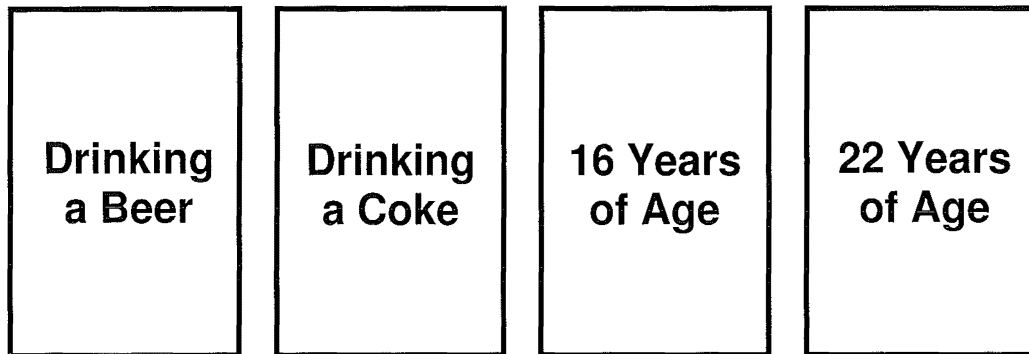 Drinking
a Beer
Drinking
a Coke
16 Years
of Age
22 Years
of Age